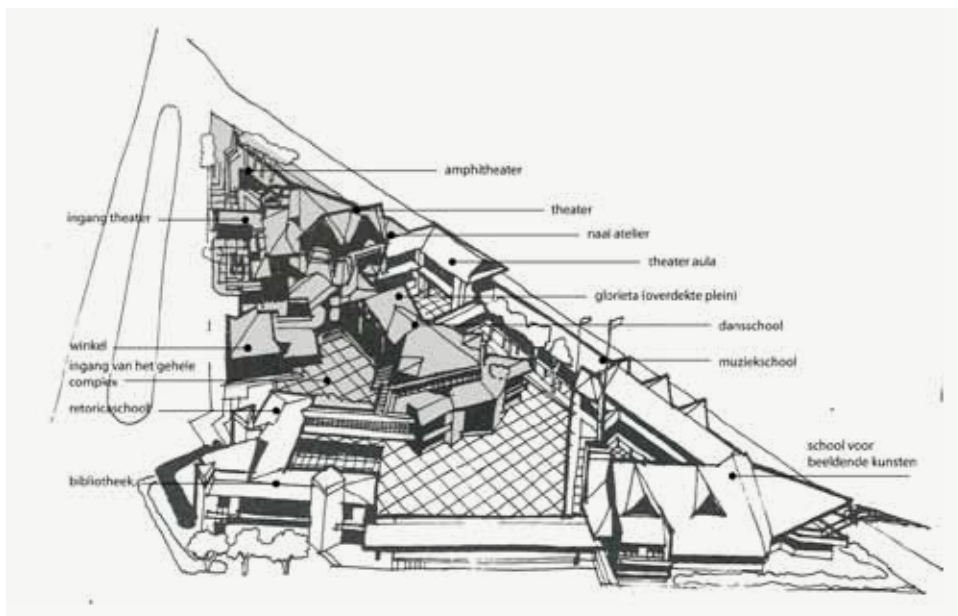 amphitheater
ingang theater
theater
naai atelier
theater aula
glorieta (overdekte plein)
dansschool
winkel
muziekschool
ingang van het gehele
complex
retoricaschool
school voor
beeldende kunsten
bibliotheek